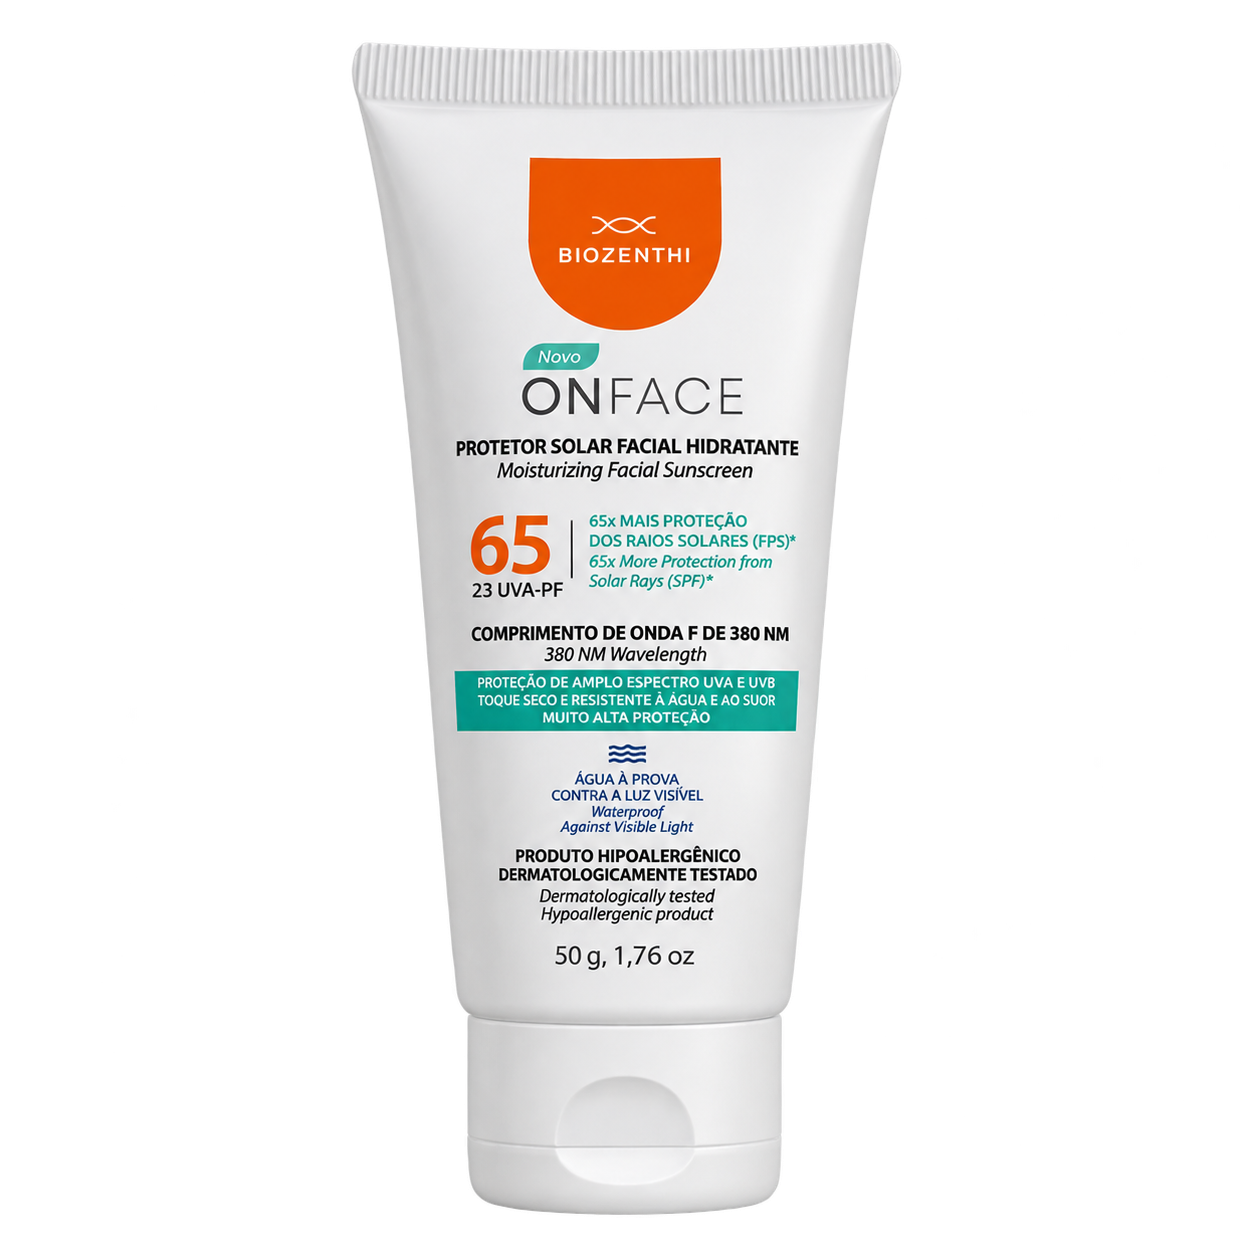 BIOZENTHI
Novo
ONFACE
PROTETOR SOLAR FACIAL HIDRATANTE
Moisturizing Facial Sunscreen
65
23 UVA-PF
65x MAIS PROTEÇÃO
DOS RAIOS SOLARES (FPS)*
65x More Protection from
Solar Rays (SPF)*
COMPRIMENTO DE ONDA F DE 380 NM
380 NM Wavelength
PROTEÇÃO DE AMPLO ESPECTRO UVA E UVB
TOQUE SECO E RESISTENTE À ÁGUA E AO SUOR
MUITO ALTA PROTEÇÃO
ÁGUA À PROVA
CONTRA A LUZ VISÍVEL
Waterproof
Against Visible Light
PRODUTO HIPOALERGÊNICO
DERMATOLOGICAMENTE TESTADO
Dermatologically tested
Hypoallergenic product
50 g, 1,76 oz